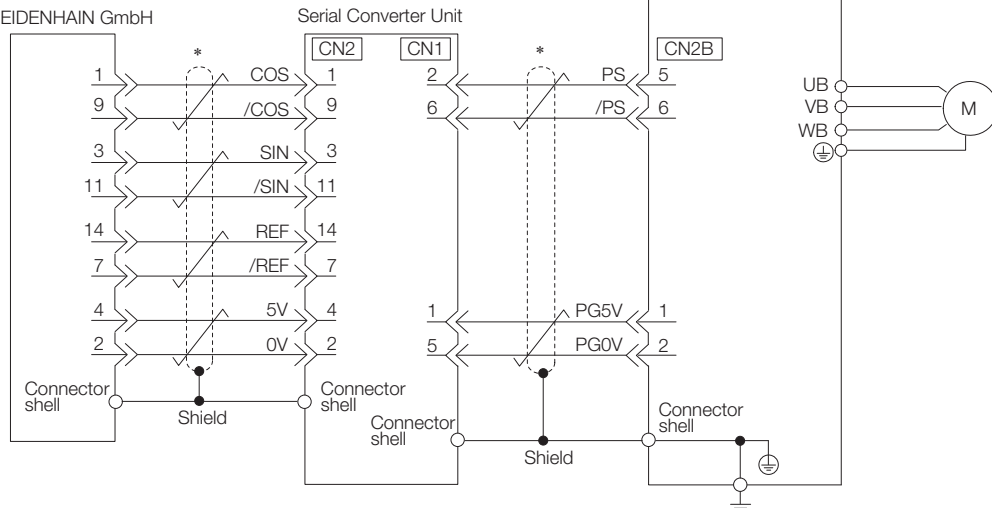 EIDENHAIN GmbH
Serial Converter Unit
CN2 CN1 CN2B
* *
1 COS 1 2 PS 5
9 /COS 9 6 /PS 6
3 SIN 3
11 /SIN 11
14 REF 14
7 /REF 7
4 5V 4 1 PG5V 1
2 0V 2 5 PG0V 2
Connector shell
Shield
Connector shell
Connector shell
Shield
Connector shell
UB
VB
WB
M